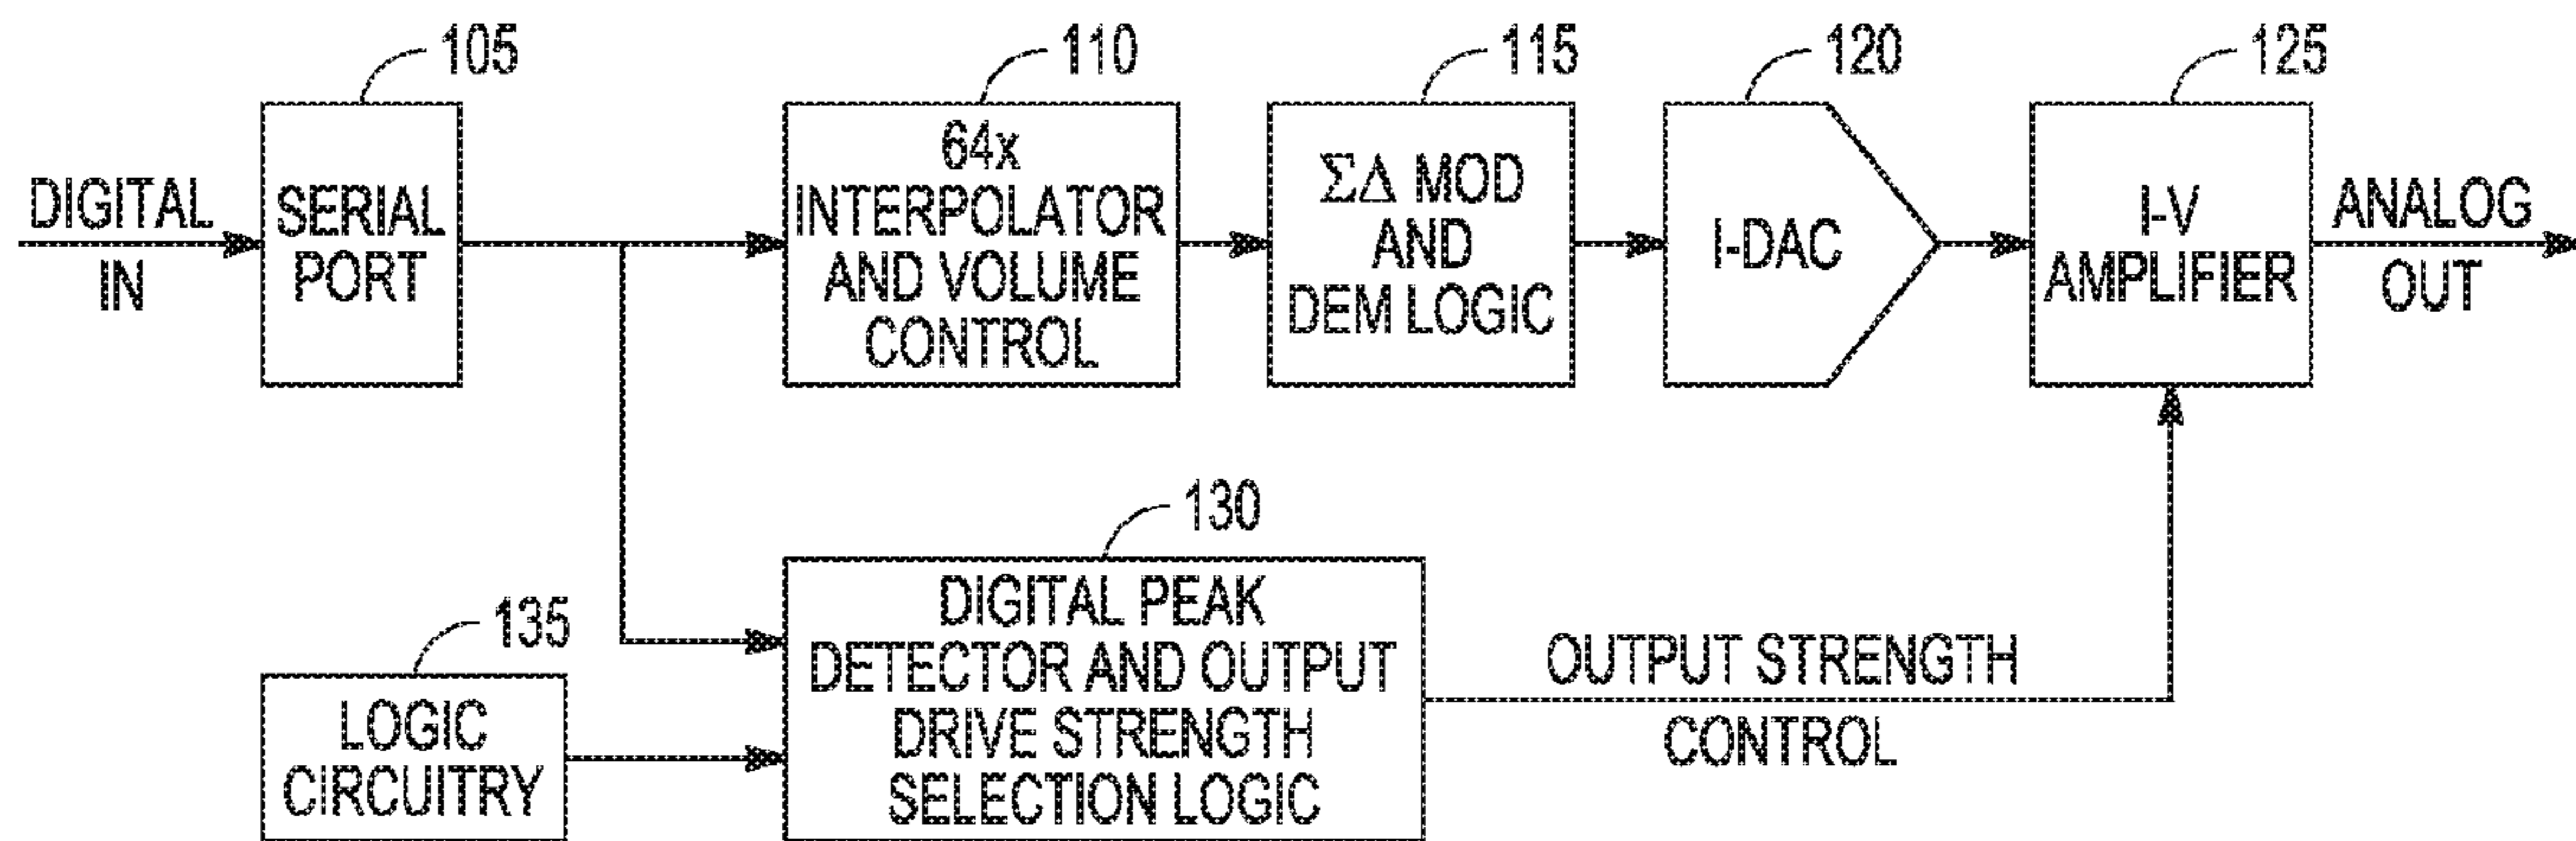 105
110
115
120
125
DIGITAL
IN
SERIAL
PORT
64x
INTERPOLATOR
AND VOLUME
CONTROL
ΣΔ MOD
AND
DEM LOGIC
I-DAC
I-V
AMPLIFIER
ANALOG
OUT
130
135
LOGIC
CIRCUITRY
DIGITAL PEAK
DETECTOR AND OUTPUT
DRIVE STRENGTH
SELECTION LOGIC
OUTPUT STRENGTH
CONTROL